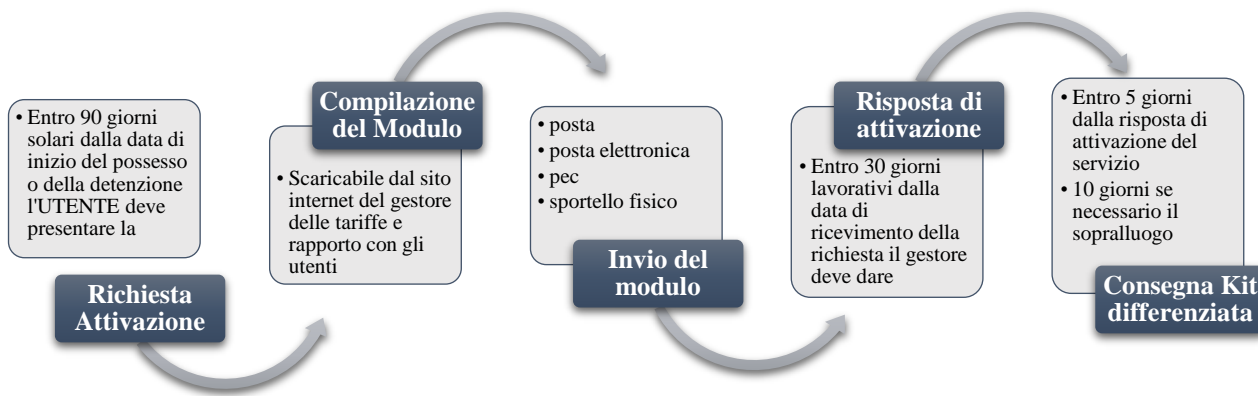 • Entro 90 giorni
solari dalla data di
inizio del possesso
o della detenzione
l'UTENTE deve
presentare la
Richiesta
Attivazione
Compilazione
del Modulo
• Scaricabile dal sito
internet del gestore
delle tariffe e
rapporto con gli
utenti
• posta
• posta elettronica
• pec
• sportello fisico
Invio del
modulo
Risposta di
attivazione
• Entro 30 giorni
lavorativi dalla
data di
ricevimento della
richiesta il gestore
deve dare
• Entro 5 giorni
dalla risposta di
attivazione del
servizio
• 10 giorni se
necessario il
sopralluogo
Consegna Kit
differenziata